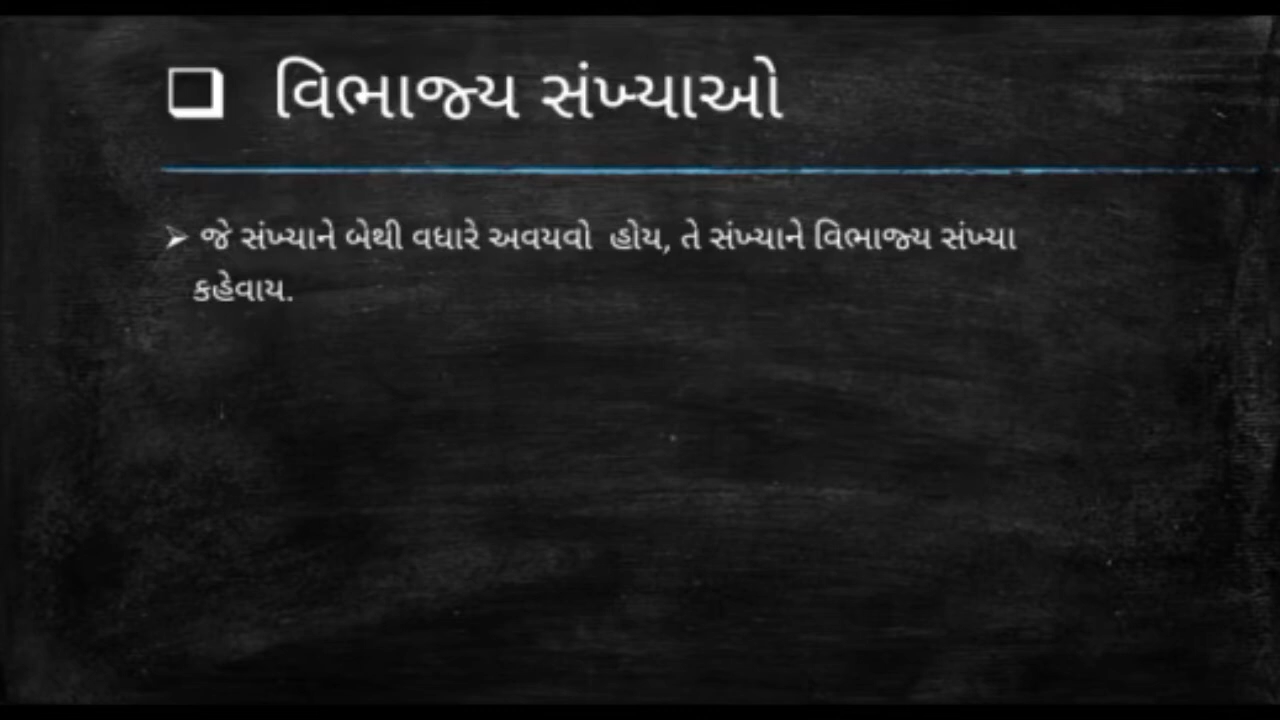 વિભાજ્ય સંખ્યાઓ
જે સંખ્યાને બેથી વધારે અવયવો હોય, તે સંખ્યાને વિભાજ્ય સંખ્યા
કહેવાય.